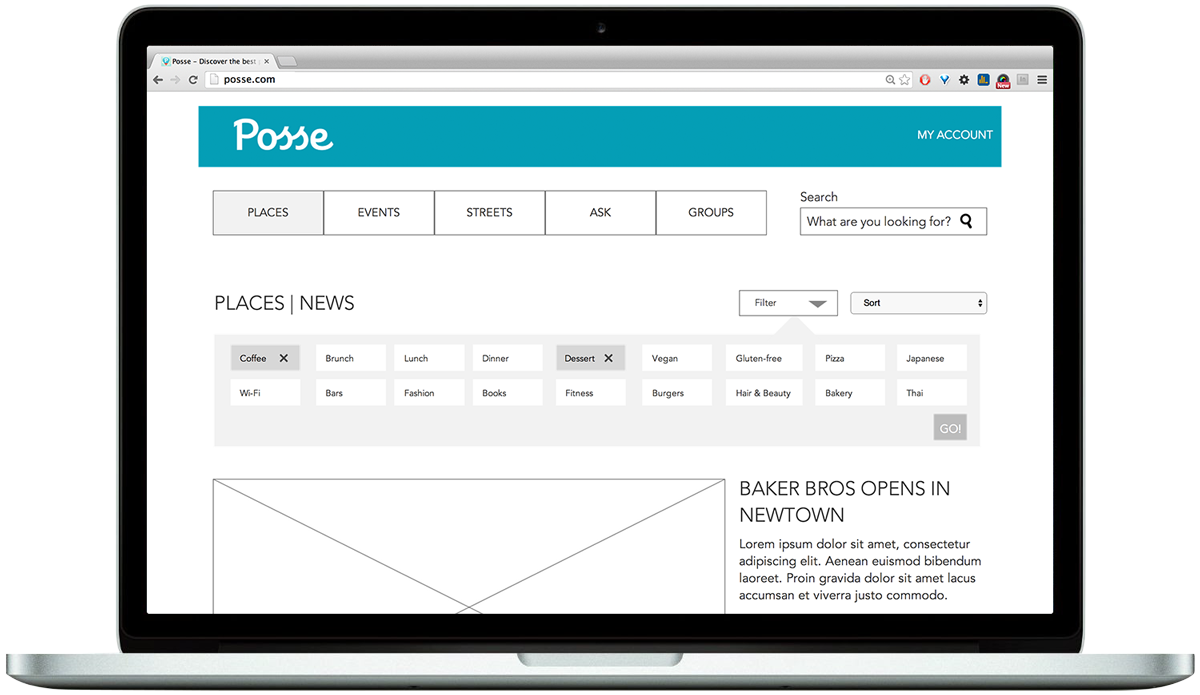 Posse – Discover the best
posse.com
New
Posse
MY ACCOUNT
PLACES EVENTS STREETS ASK GROUPS
Search
What are you looking for?
PLACES | NEWS
Filter Sort
Coffee Brunch Lunch Dinner Dessert Vegan Gluten-free Pizza Japanese
Wi-Fi Bars Fashion Books Fitness Burgers Hair & Beauty Bakery Thai
GO!
BAKER BROS OPENS IN
NEWTOWN
Lorem ipsum dolor sit amet, consectetur
adipiscing elit. Aenean euismod bibendum
laoreet. Proin gravida dolor sit amet lacus
accumsan et viverra justo commodo.